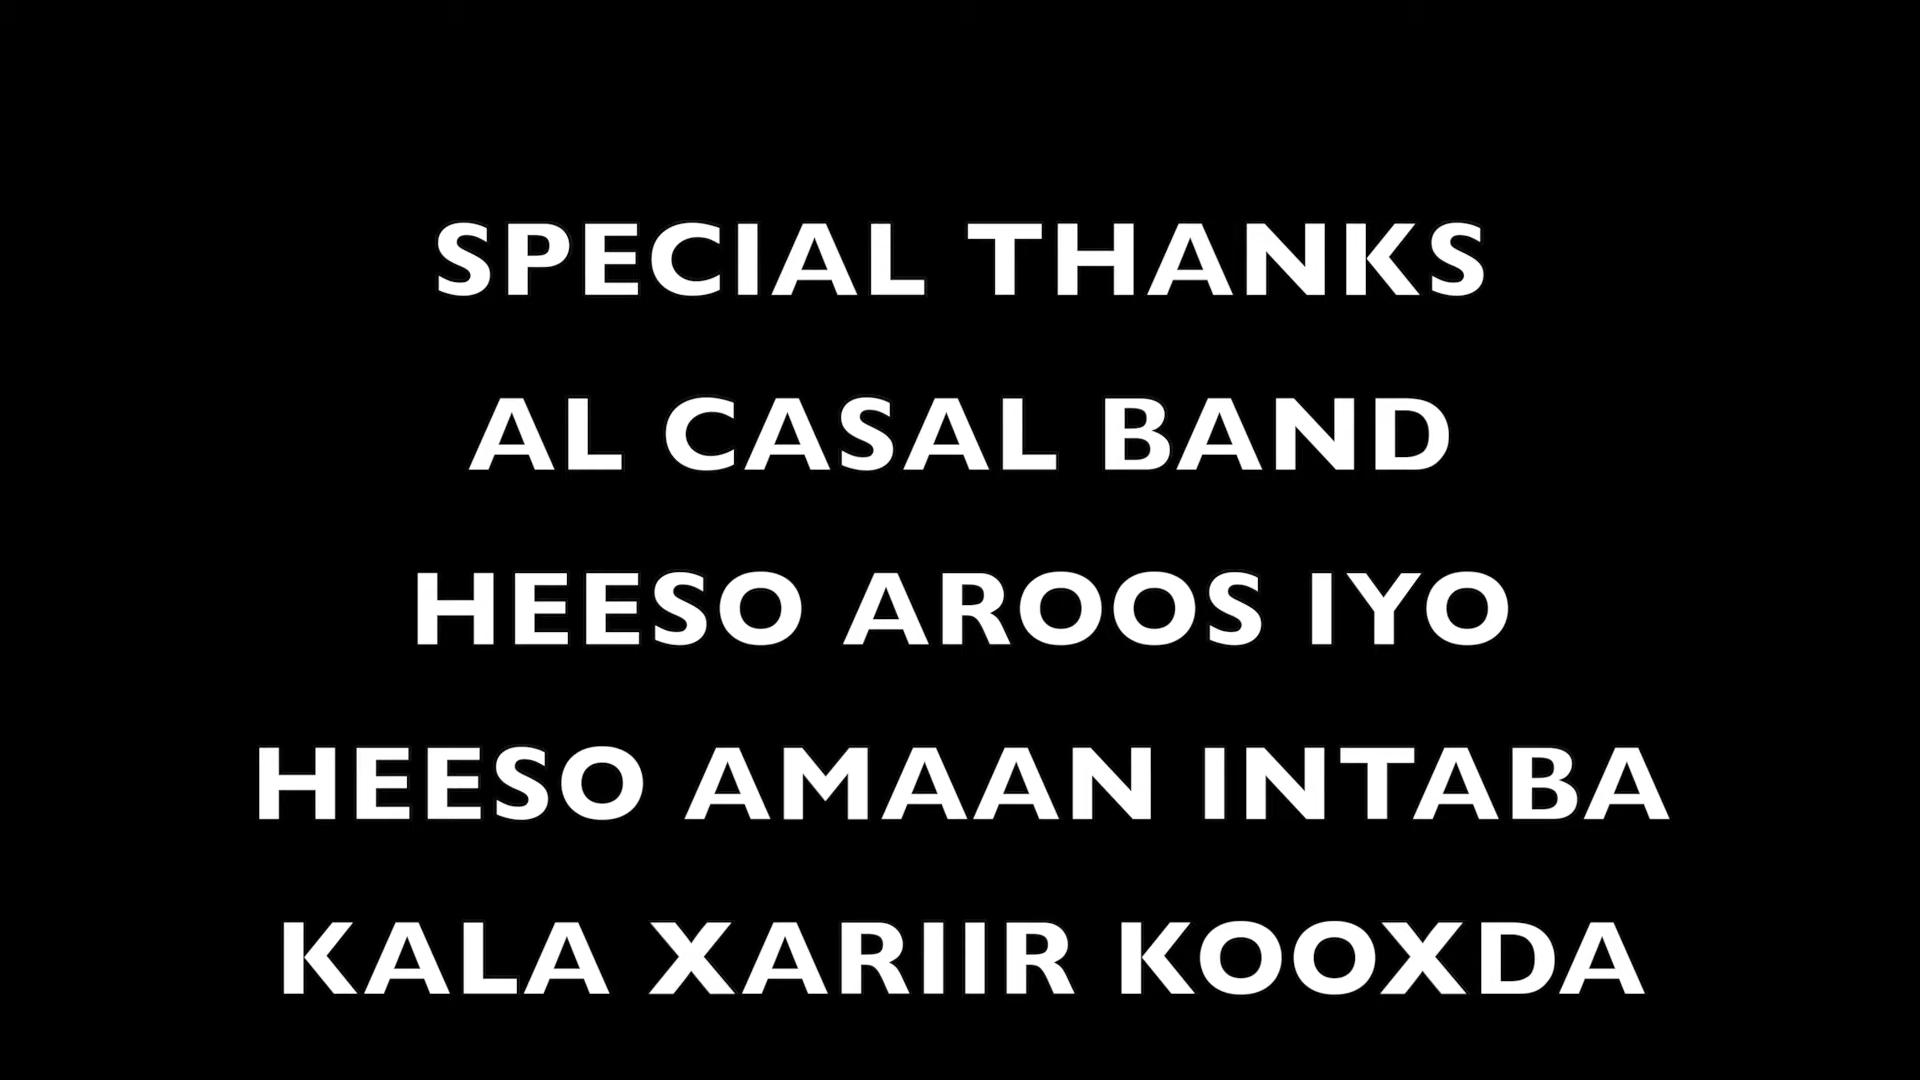 SPECIAL THANKS
AL CASAL BAND
HEESO AROOS IYO
HEESO AMAAN INTABA
KALA XARIIR KOOXDA